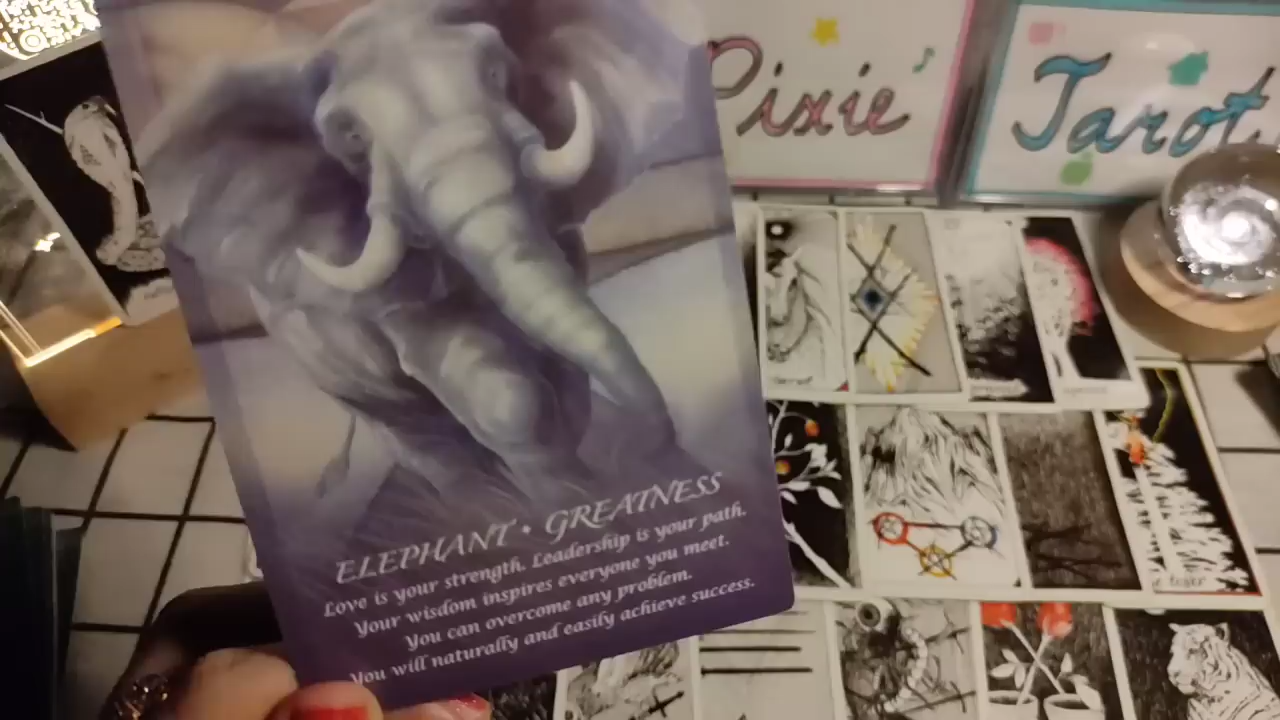 Pixie
Tarot
ELEPHANT • GREATNESS
Love is your strength. Leadership is your path.
Your wisdom inspires everyone you meet.
You can overcome any problem.
You will naturally and easily achieve success.